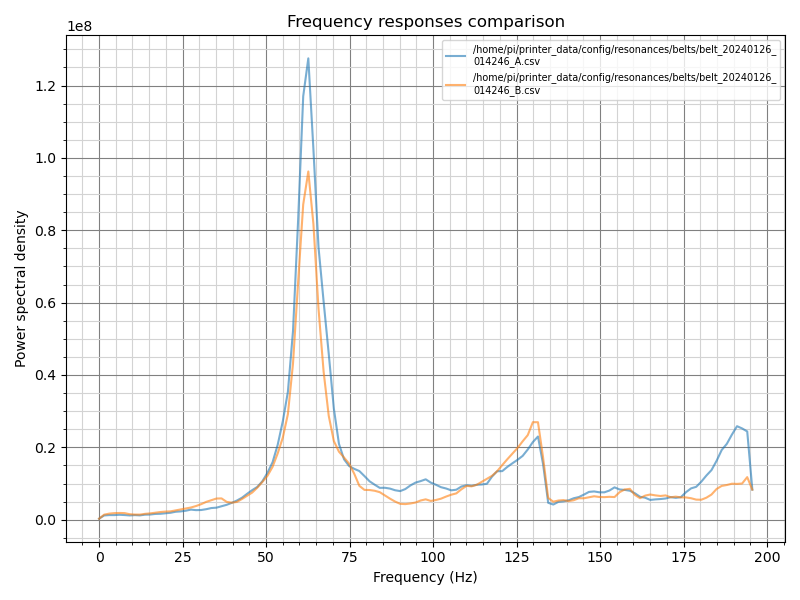 Frequency responses comparison
1e8
/home/pi/printer_data/config/resonances/belts/belt_20240126_
014246_A.csv
/home/pi/printer_data/config/resonances/belts/belt_20240126_
014246_B.csv
1.2
1.0
0.8
0.6
0.4
0.2
0.0
Power spectral density
0 25 50 75 100 125 150 175 200
Frequency (Hz)